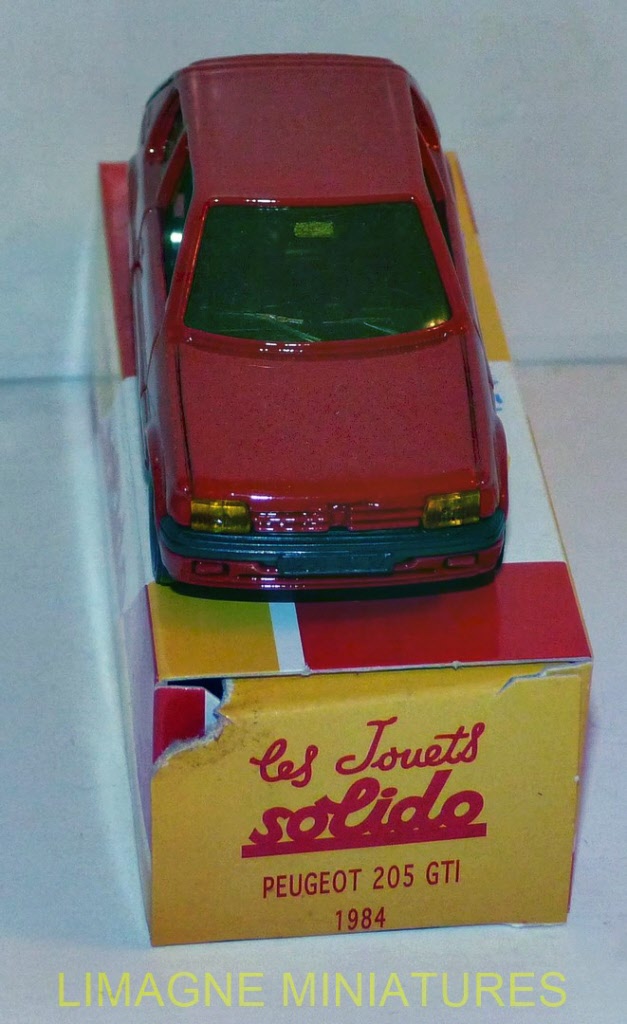 les Jouets
solido
PEUGEOT 205 GTI
1984
LIMAGNE MINIATURES